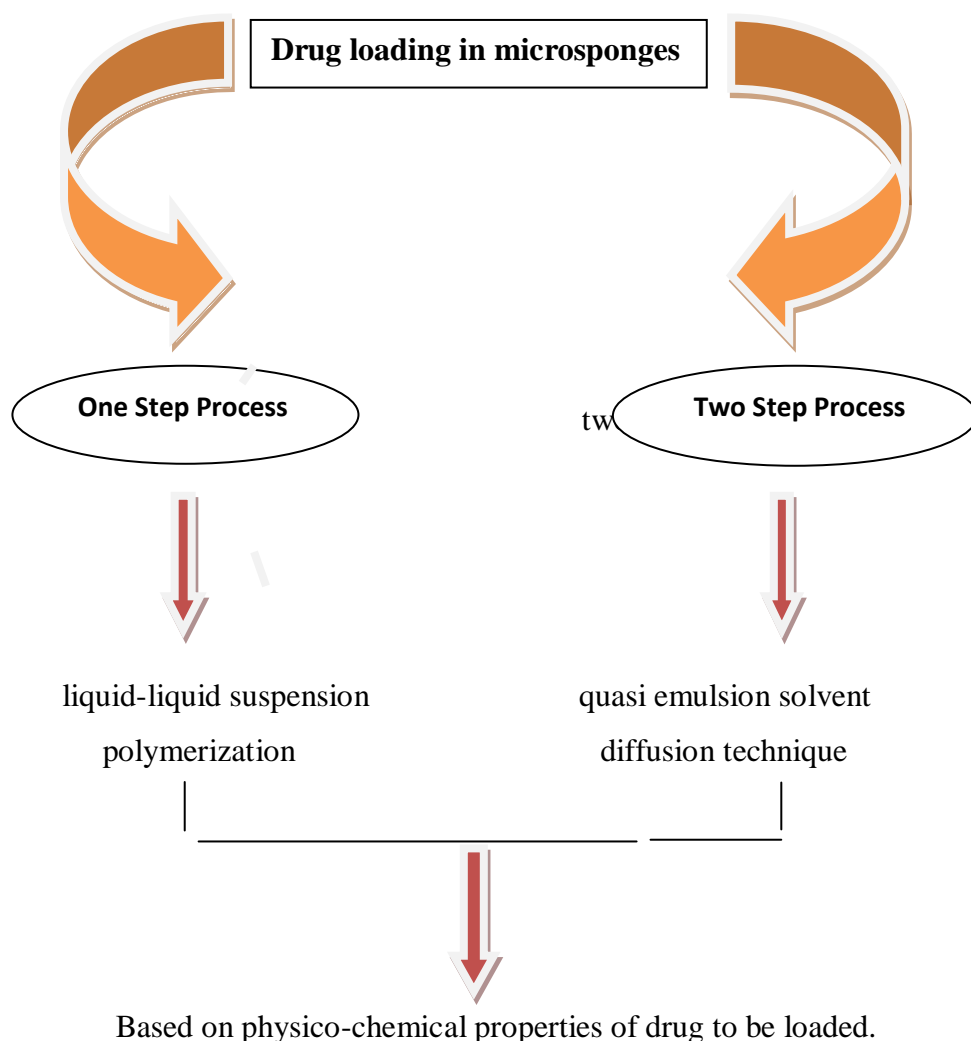 Drug loading in microsponges
One Step Process
tw
Two Step Process
liquid-liquid suspension
polymerization
quasi emulsion solvent
diffusion technique
Based on physico-chemical properties of drug to be loaded.